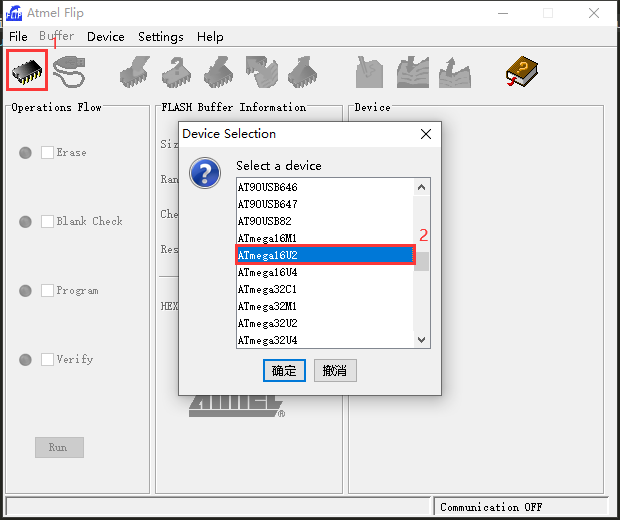 Atmel Flip
File Buffer Device Settings Help
1
Operations Flow
FLASH Buffer Information
Device
Erase
Blank Check
Program
Verify
Run
Siz
Ran
Che
Res
HEX
Device Selection
Select a device
AT90USB646
AT90USB647
AT90USB82
ATmega16M1
ATmega16U2
2
ATmega16U4
ATmega32C1
ATmega32M1
ATmega32U2
ATmega32U4
确定
撤消
ATMEL®
Communication OFF